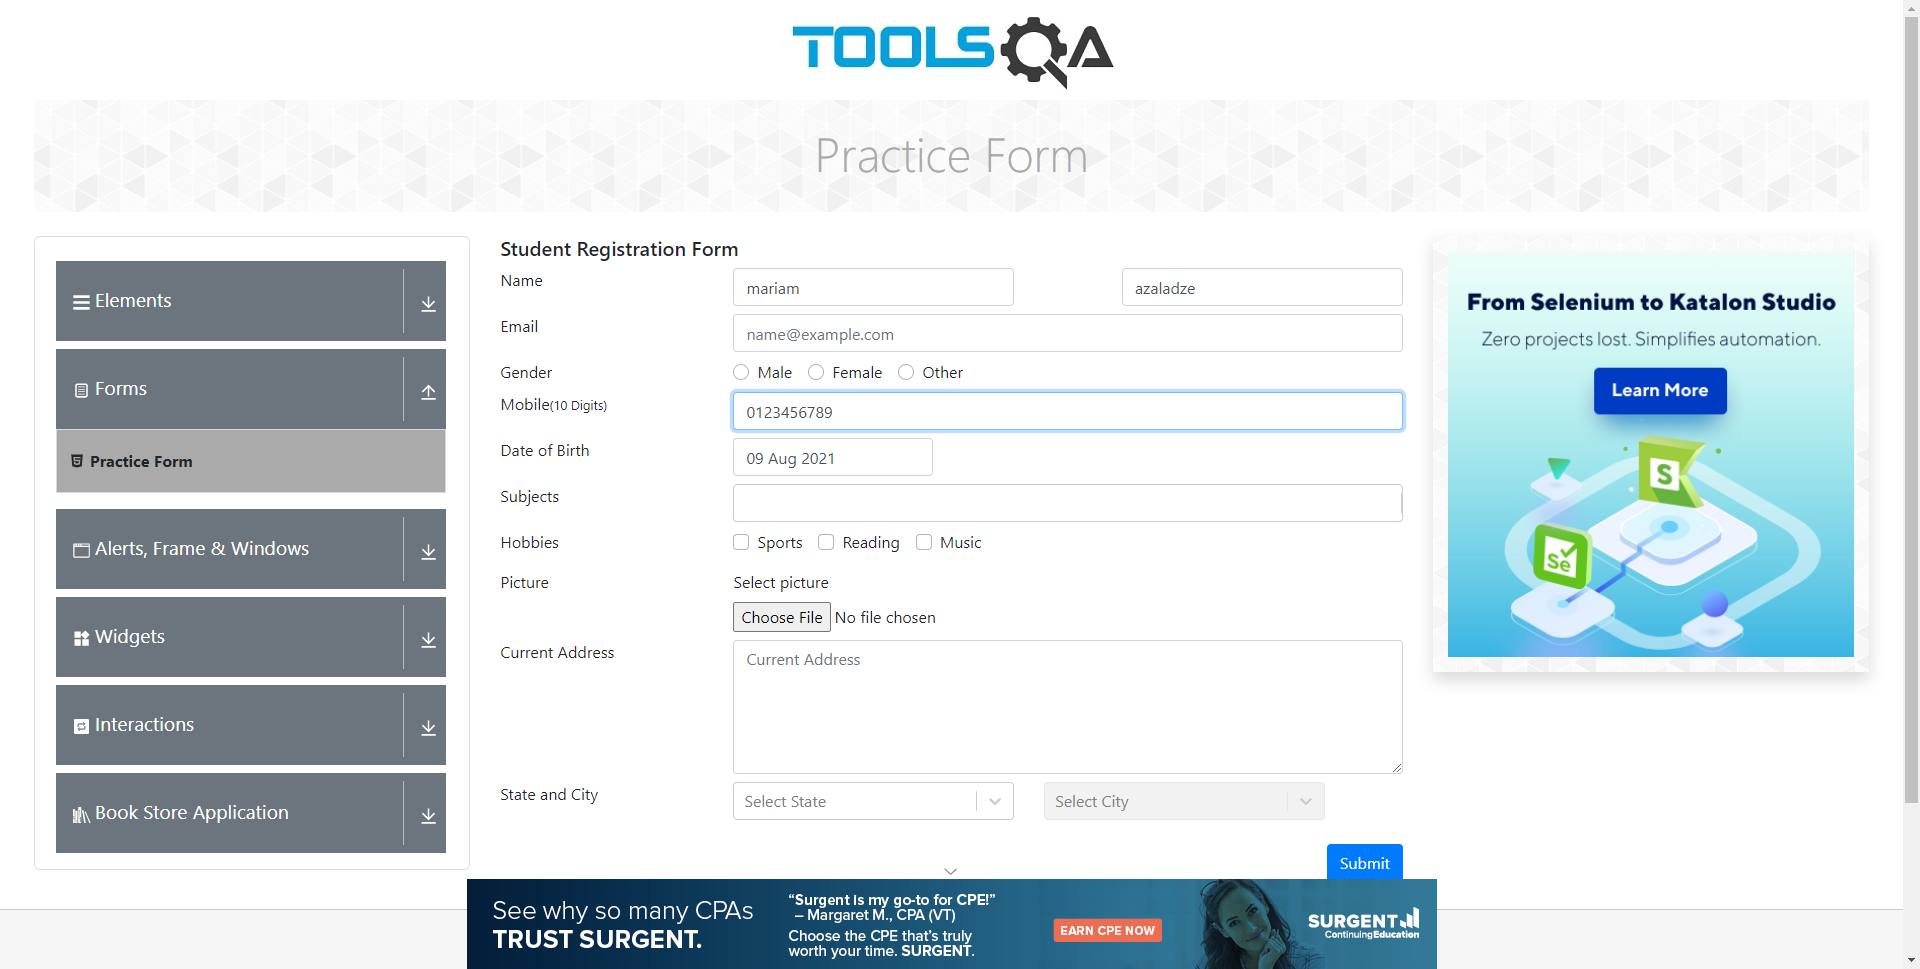 TOOLSQA
Practice Form
Elements
Forms
Practice Form
Alerts, Frame & Windows
Widgets
Interactions
Book Store Application
Student Registration Form
Name
mariam
azaladze
Email
name@example.com
Gender
Male
Female
Other
Mobile(10 Digits)
0123456789
Date of Birth
09 Aug 2021
Subjects
Hobbies
Sports
Reading
Music
Picture
Select picture
Choose File No file chosen
Current Address
Current Address
State and City
Select State
Select City
Submit
From Selenium to Katalon Studio
Zero projects lost. Simplifies automation.
Learn More
S
Se
See why so many CPAs
TRUST SURGENT.
“Surgent is my go-to for CPE!”
– Margaret M., CPA (VT)
Choose the CPE that’s truly
worth your time. SURGENT.
EARN CPE NOW
SURGENT
ContinuingEducation